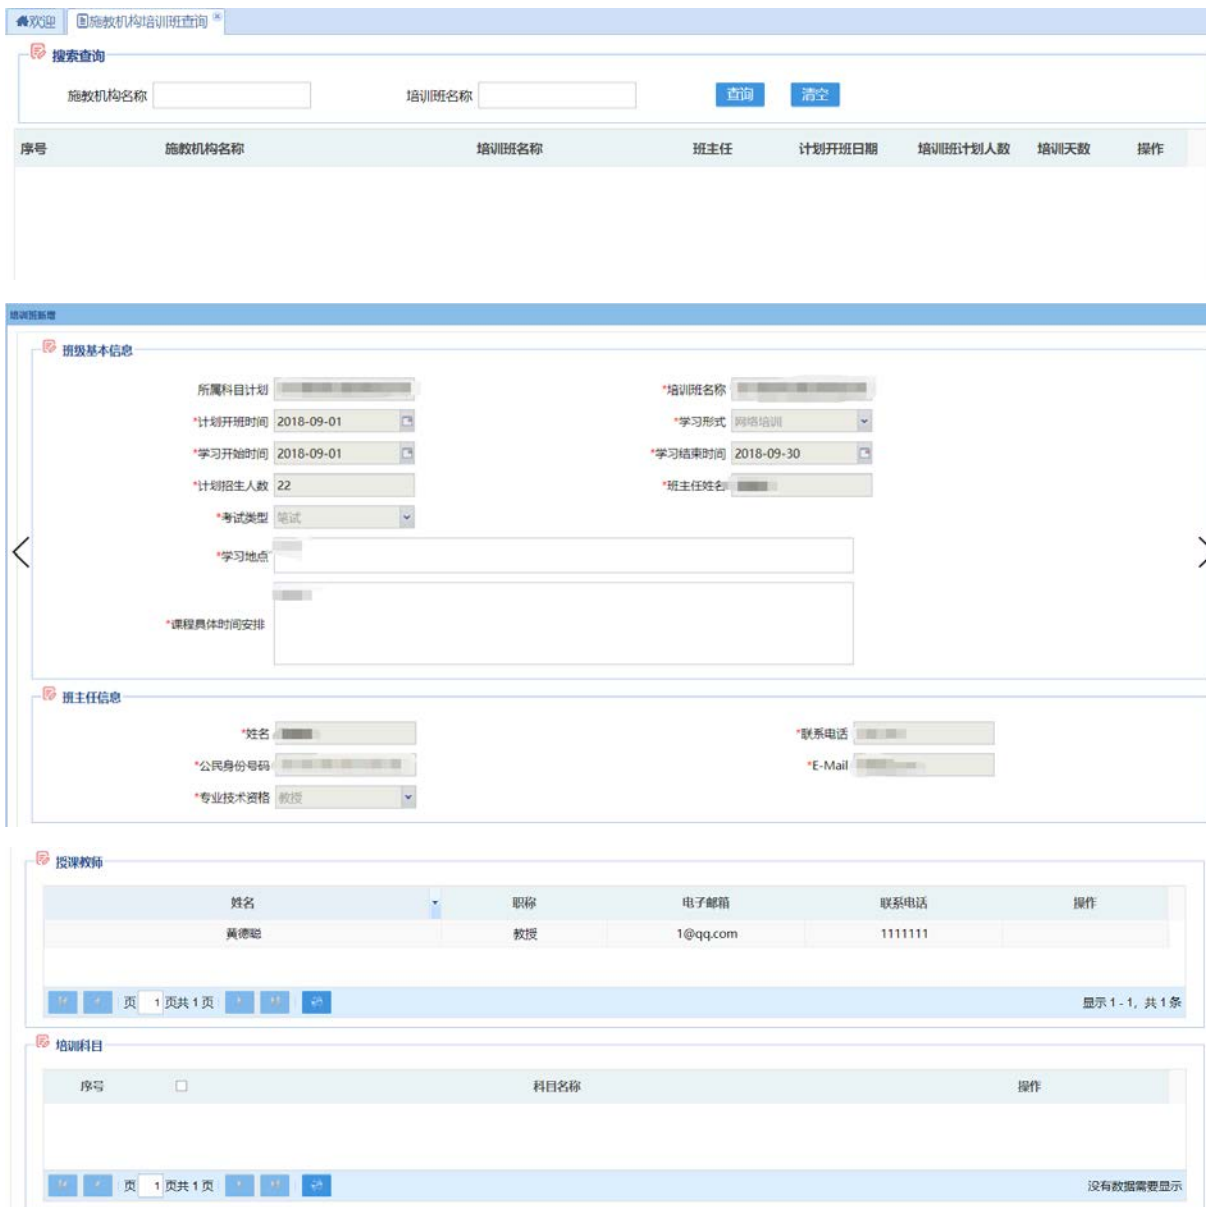 欢迎 施教机构培训班查询
搜索查询
施教机构名称 培训班名称 查询 清空
序号 施教机构名称 培训班名称 班主任 计划开班日期 培训班计划人数 培训天数 操作
培训班新增
班级基本信息
所属科目计划 *培训班名称
*计划开班时间 2018-09-01 *学习形式 网络培训
*学习开始时间 2018-09-01 *学习结束时间 2018-09-30
*计划招生人数 22 *班主任姓名
*考试类型 笔试
*学习地点
*课程具体时间安排
班主任信息
*姓名 *联系电话
*公民身份号码 *E-Mail
*专业技术资格 教授
授课教师
姓名 职称 电子邮箱 联系电话 操作
黄德聪 教授 1@qq.com 1111111
页 1 页共 1 页 显示 1 - 1, 共 1 条
培训科目
序号 科目名称 操作
页 1 页共 1 页 没有数据需要显示